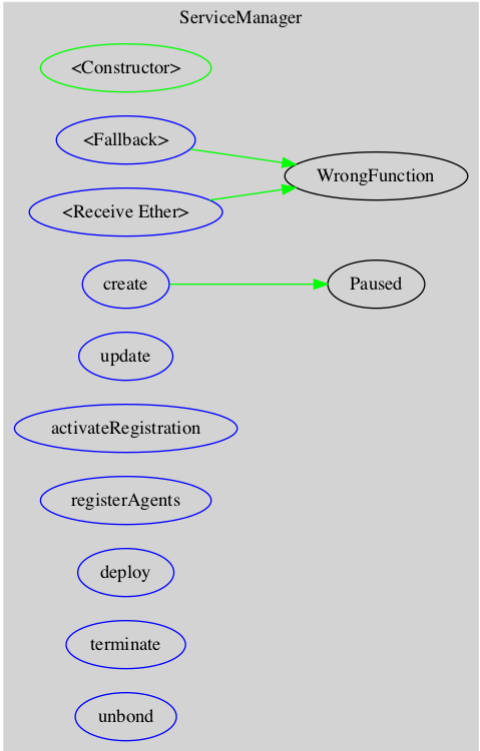 ServiceManager
<Constructor>
<Fallback>
WrongFunction
<Receive Ether>
create
Paused
update
activateRegistration
registerAgents
deploy
terminate
unbond